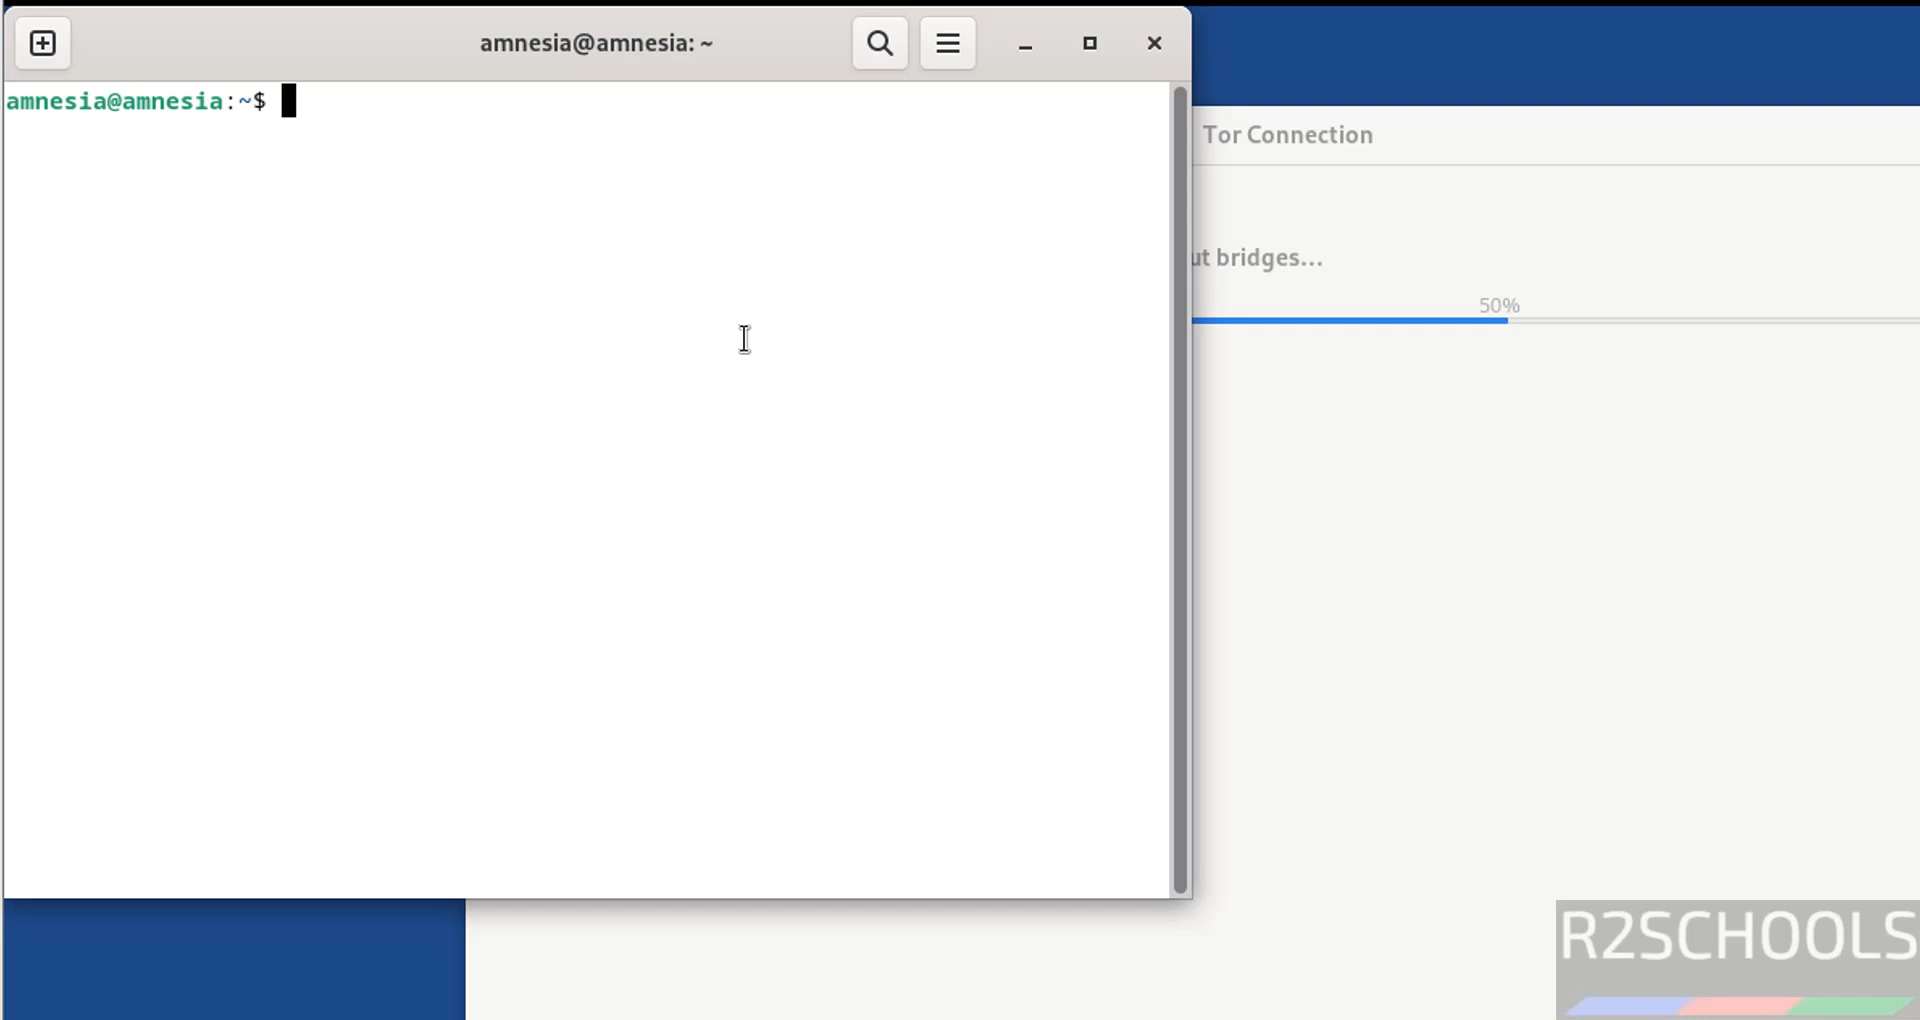 amnesia@amnesia: ~
amnesia@amnesia:~$
Tor Connection
ut bridges...
50%
R2SCHOOLS